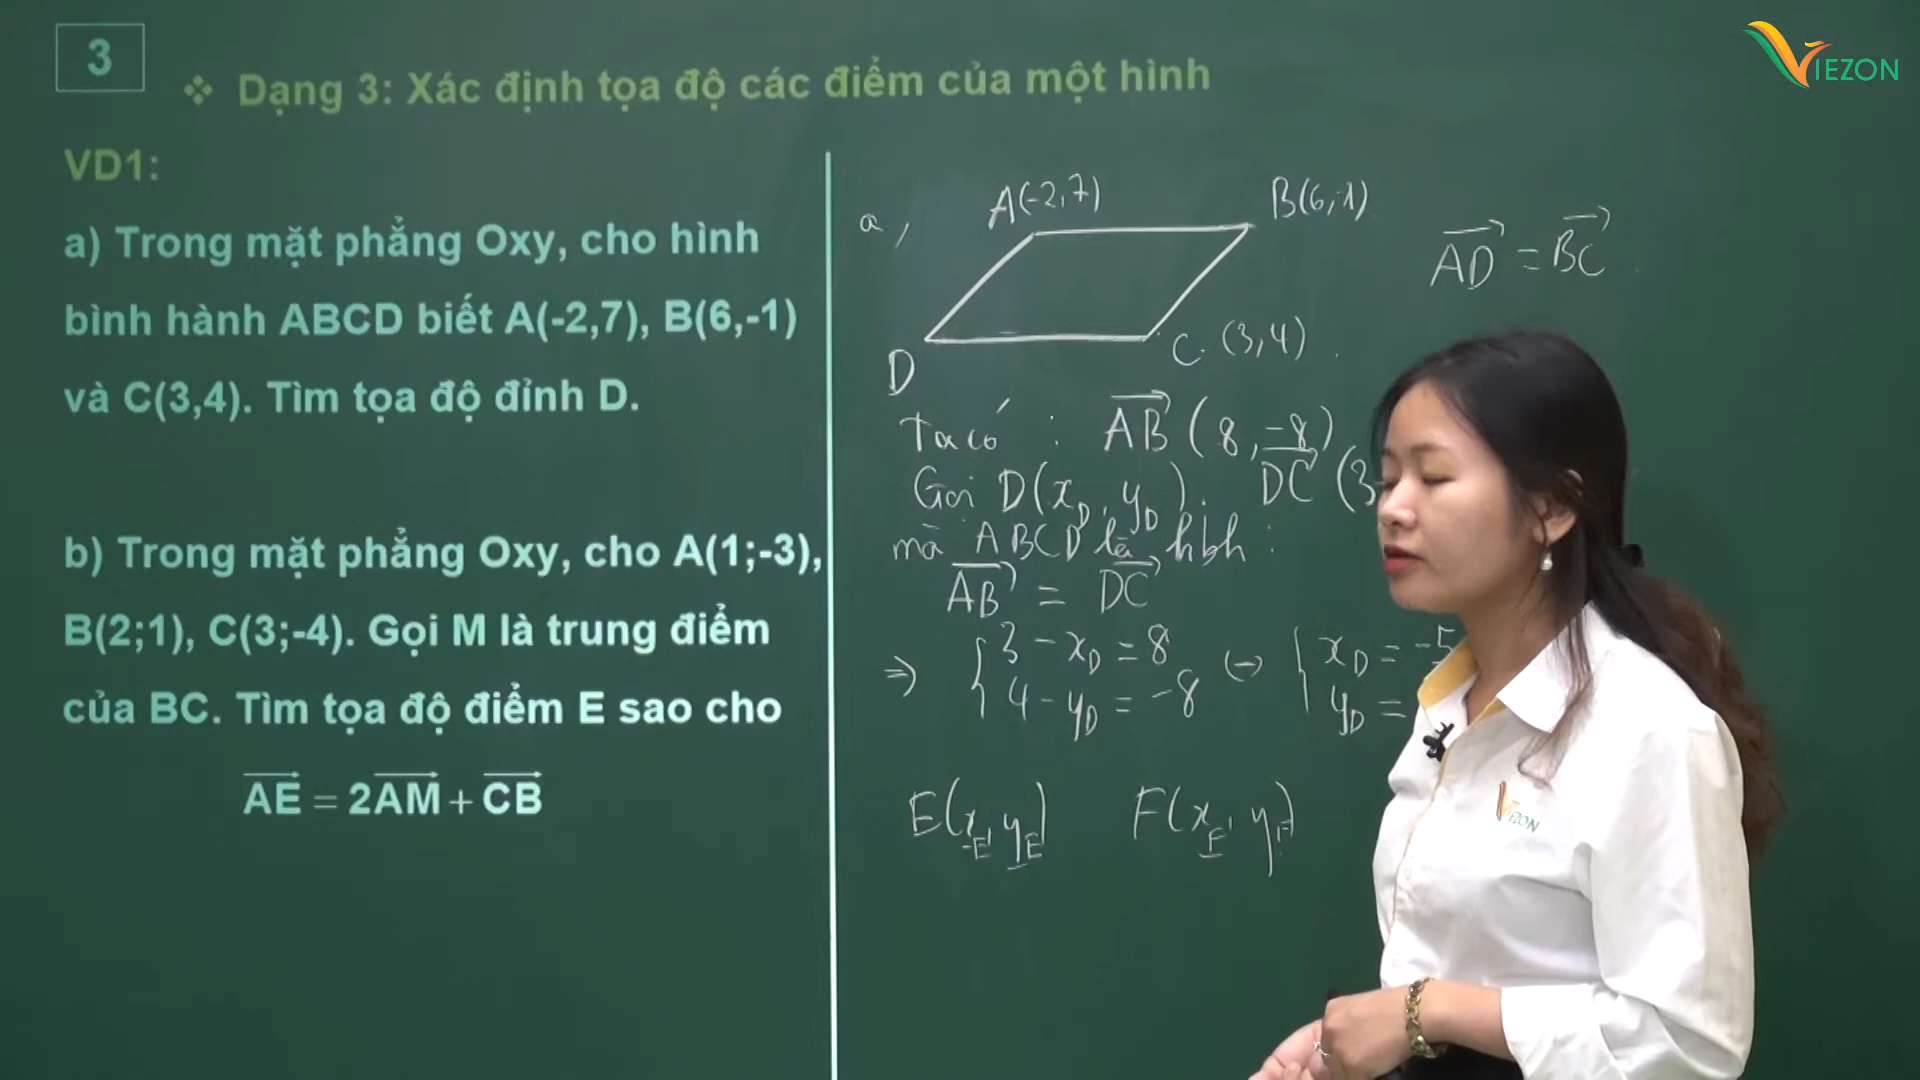 3
❖ Dạng 3: Xác định tọa độ các điểm của một hình
VIEZON
VD1:
a) Trong mặt phẳng Oxy, cho hình
bình hành ABCD biết A(-2,7), B(6,-1)
và C(3,4). Tìm tọa độ đỉnh D.
b) Trong mặt phẳng Oxy, cho A(1;-3),
B(2;1), C(3;-4). Gọi M là trung điểm
của BC. Tìm tọa độ điểm E sao cho
AE = 2AM + CB
a,
A(-2,7)
B(6,-1)
AD = BC
D
C (3,4)
Ta có : AB (8,-8)
Gọi D(x_D, y_D). DC (3
mà ABCD là hbh :
AB = DC
⇒ { 3 - x_D = 8
4 - y_D = -8
⇔ { x_D = -5
y_D =
E(x_E, y_E) F(x_F, y_F)
VIEZON